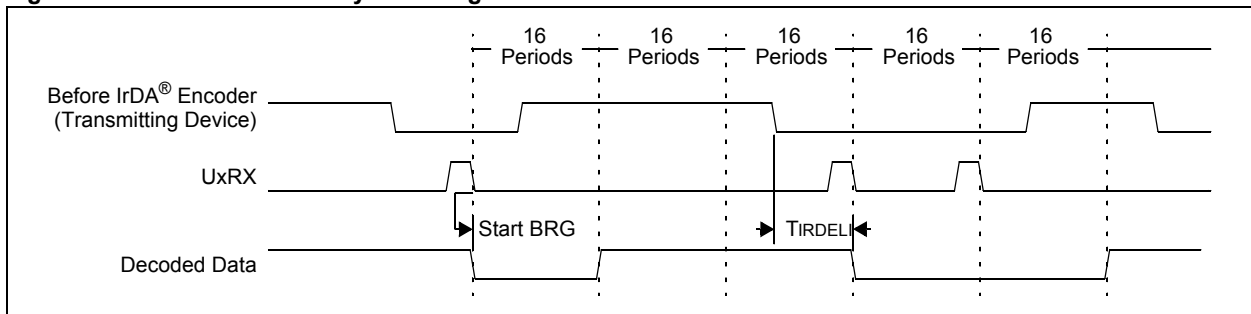 16 16 16 16 16
Periods Periods Periods Periods Periods
Before IrDA® Encoder
(Transmitting Device)
UxRX
Start BRG TIRDELI
Decoded Data